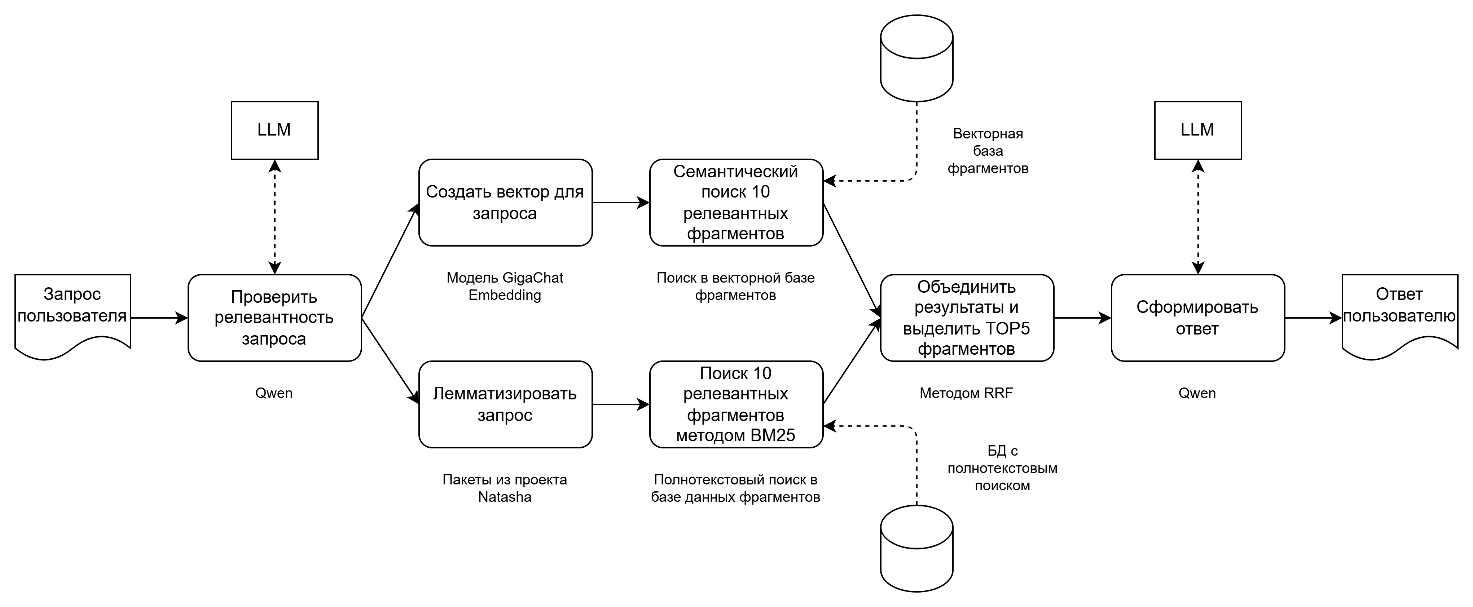 Запрос
пользователя
LLM
Проверить
релевантность
запроса
Qwen
Создать вектор для
запроса
Модель GigaChat
Embedding
Семантический
поиск 10
релевантных
фрагментов
Поиск в векторной базе
фрагментов
Векторная
база
фрагментов
Лемматизировать
запрос
Пакеты из проекта
Natasha
Поиск 10
релевантных
фрагментов
методом BM25
Полнотекстовый поиск в
базе данных фрагментов
БД с
полнотекстовым
поиском
Объединить
результаты и
выделить TOP5
фрагментов
Методом RRF
LLM
Сформировать
ответ
Qwen
Ответ
пользователю